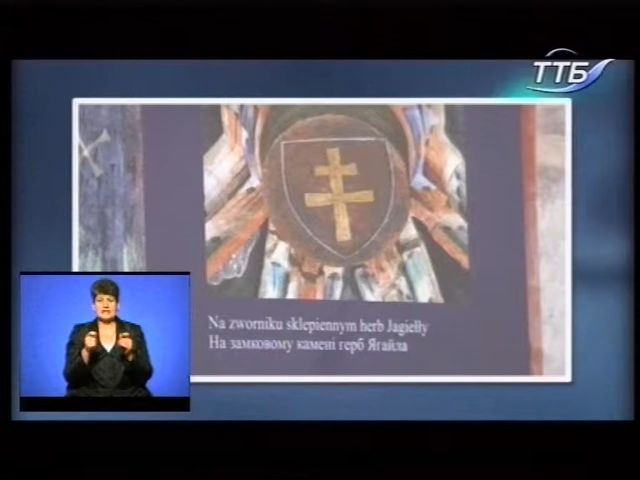 ТТБ
Na zworniku sklepiennym herb Jagiełły
На замковому камені герб Ягайла